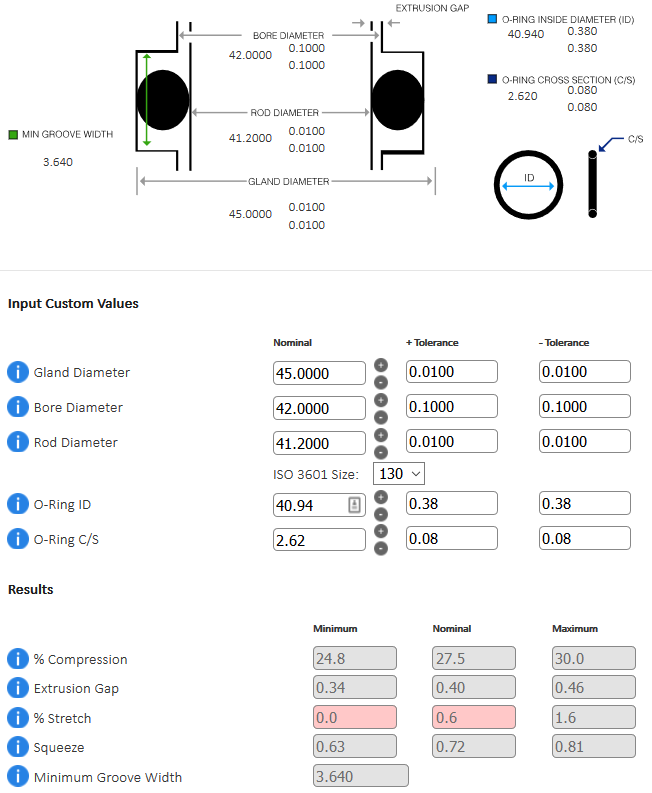 EXTRUSION GAP
BORE DIAMETER
42.0000 0.1000
0.1000
O-RING INSIDE DIAMETER (ID)
40.940 0.380
0.380
O-RING CROSS SECTION (C/S)
2.620 0.080
0.080
ROD DIAMETER
41.2000 0.0100
0.0100
MIN GROOVE WIDTH
3.640
C/S
ID
GLAND DIAMETER
45.0000 0.0100
0.0100
Input Custom Values
Nominal + Tolerance - Tolerance
i Gland Diameter 45.0000 + - 0.0100 0.0100
i Bore Diameter 42.0000 + - 0.1000 0.1000
i Rod Diameter 41.2000 + - 0.0100 0.0100
ISO 3601 Size: 130
i O-Ring ID 40.94 + - 0.38 0.38
i O-Ring C/S 2.62 + - 0.08 0.08
Results
Minimum Nominal Maximum
i % Compression 24.8 27.5 30.0
i Extrusion Gap 0.34 0.40 0.46
i % Stretch 0.0 0.6 1.6
i Squeeze 0.63 0.72 0.81
i Minimum Groove Width 3.640